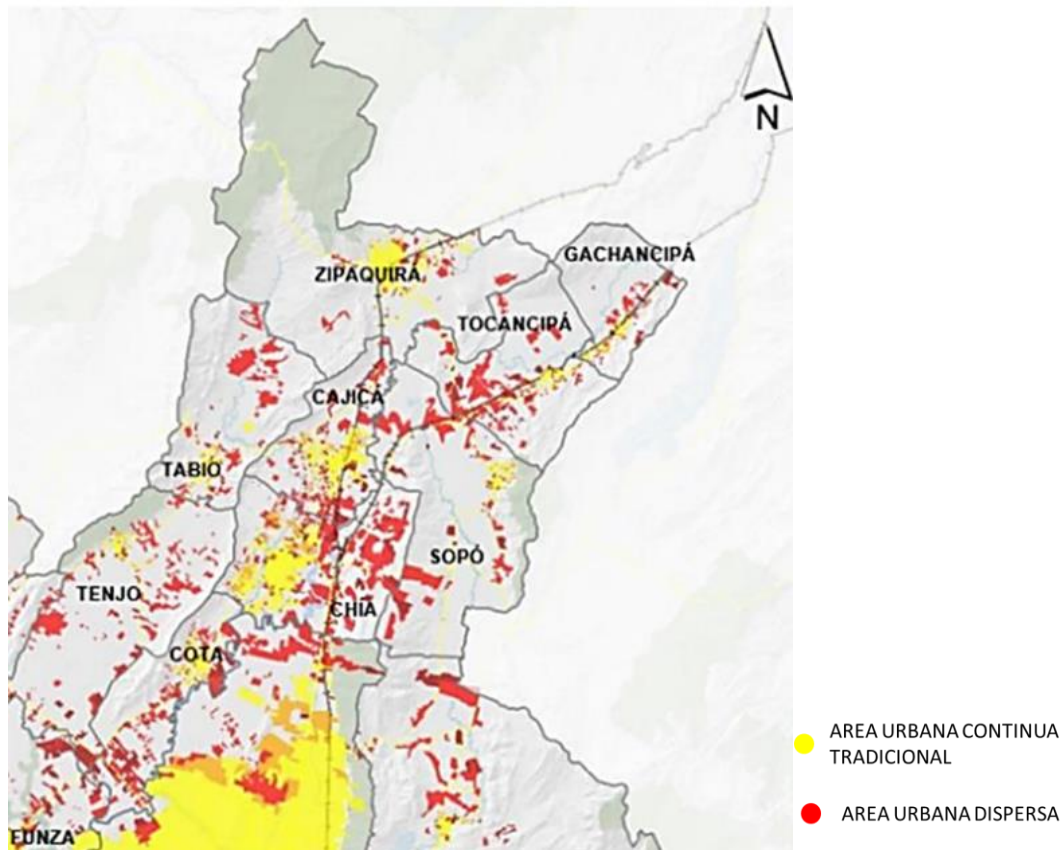 N
GACHANCIPÁ
ZIPAQUIRÁ
TOCANCIPÁ
CAJICÁ
TABIO
SOPÓ
TENJO
CHÍA
COTA
AREA URBANA CONTINUA
TRADICIONAL
AREA URBANA DISPERSA
FUNZA